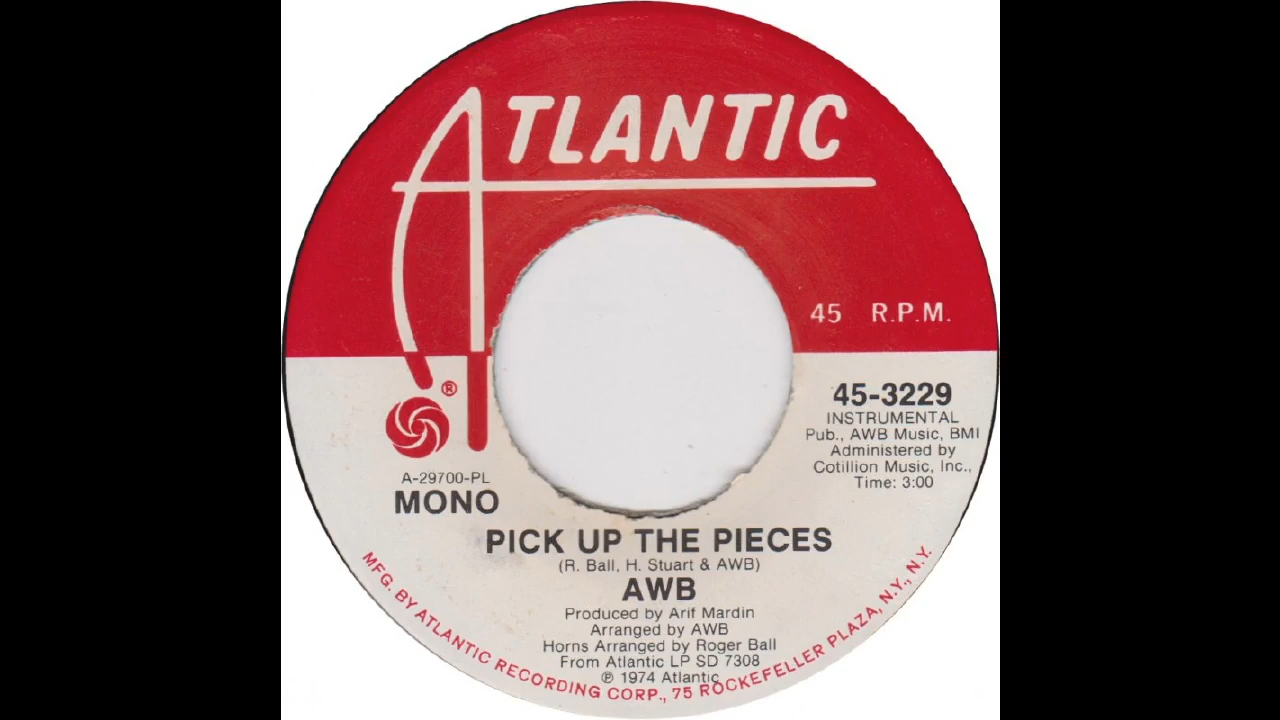 ATLANTIC
45 R.P.M.
®
45-3229
INSTRUMENTAL
Pub., AWB Music, BMI
Administered by
Cotillion Music, Inc.,
Time: 3:00
A-29700-PL
MONO
PICK UP THE PIECES
(R. Ball, H. Stuart & AWB)
AWB
Produced by Arif Mardin
Arranged by AWB
Horns Arranged by Roger Ball
From Atlantic LP SD 7308
℗ 1974 Atlantic
MFG. BY ATLANTIC RECORDING CORP., 75 ROCKEFELLER PLAZA, N.Y., N.Y.